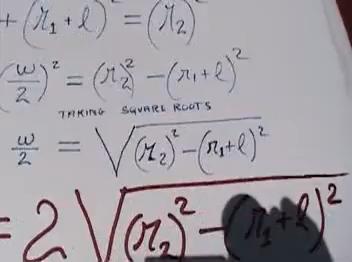 +(r₁+l)² = (r₂)²
(w/2)² = (r₂)² −(r₁+l)²
TAKING SQUARE ROOTS
w/2 = √((r₂)² −(r₁+l)²)
= 2 √((r₂)² −(r₁+l)²)